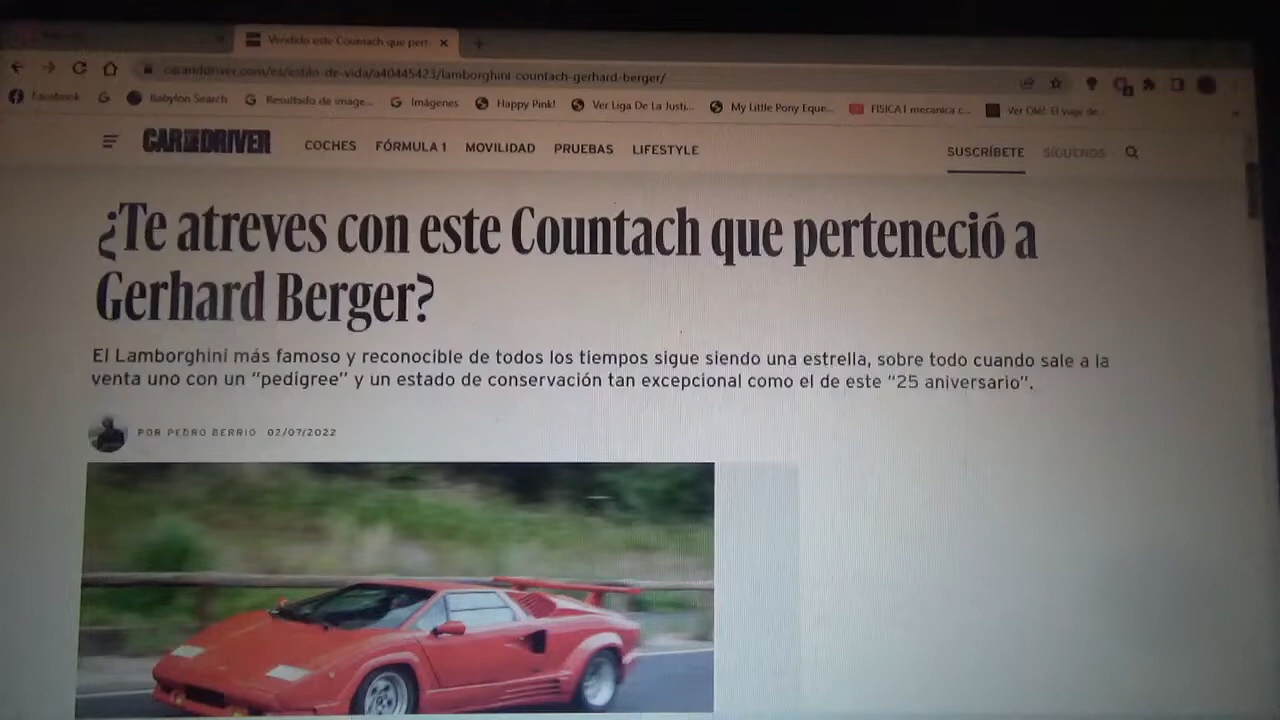 Vendido este Countach que pert
caranddriver.com/es/estilo-de-vida/a40445423/lamborghini-countach-gerhard-berger/
Facebook
Babylon Search
Resultado de image...
Imágenes
Happy Pink!
Ver Liga De La Justi...
My Little Pony Eque...
FISICA I mecanica c...
Ver Olé! El viaje de...
CAR AND DRIVER
COCHES
FÓRMULA 1
MOVILIDAD
PRUEBAS
LIFESTYLE
SUSCRÍBETE
SÍGUENOS
¿Te atreves con este Countach que perteneció a
Gerhard Berger?
El Lamborghini más famoso y reconocible de todos los tiempos sigue siendo una estrella, sobre todo cuando sale a la
venta uno con un “pedigree” y un estado de conservación tan excepcional como el de este “25 aniversario”.
POR PEDRO BERRIO 02/07/2022